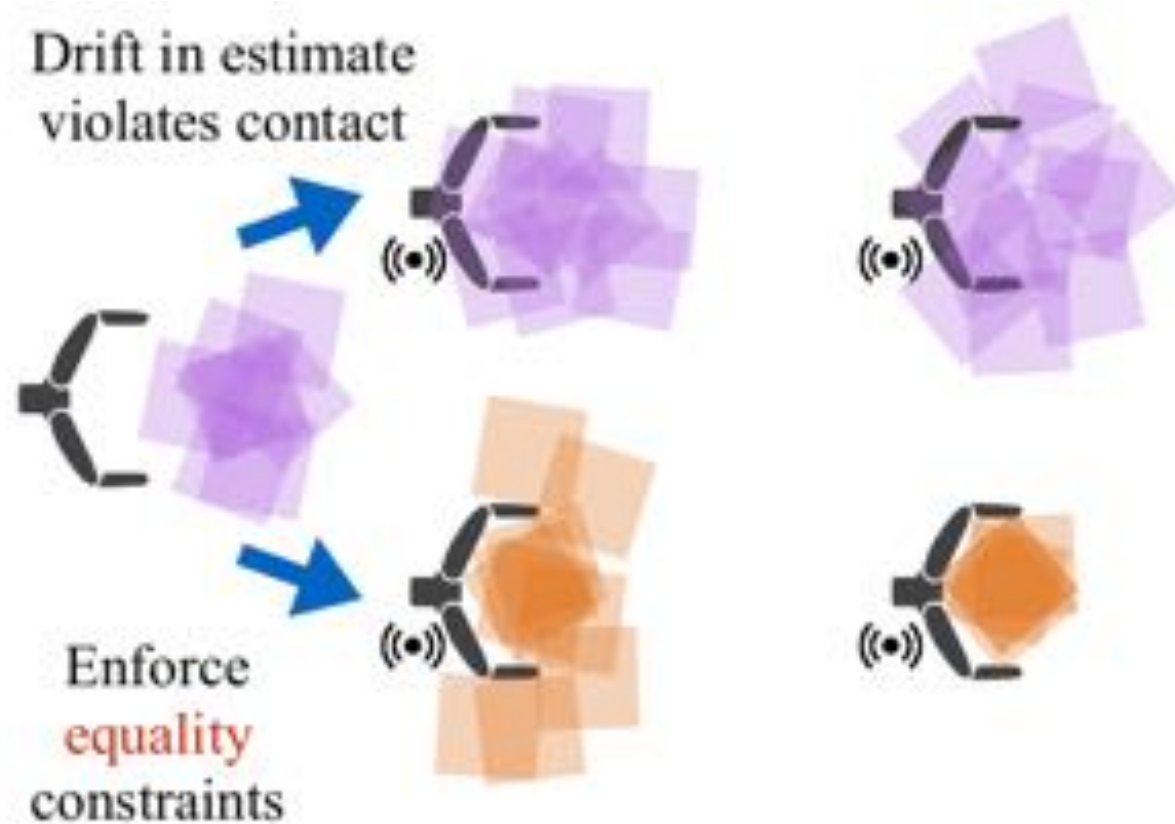 Drift in estimate
violates contact
Enforce
equality
constraints